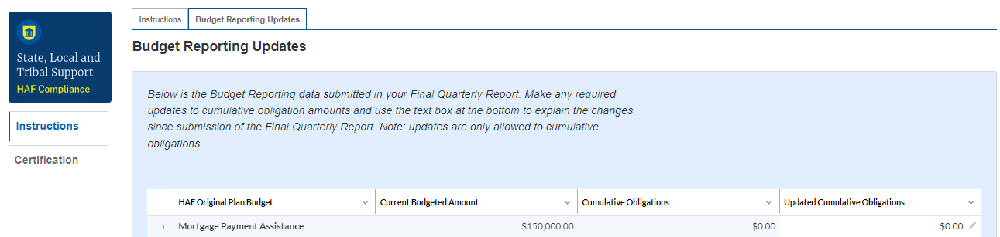 State, Local and
Tribal Support
HAF Compliance
Instructions
Certification
Instructions Budget Reporting Updates
Budget Reporting Updates
Below is the Budget Reporting data submitted in your Final Quarterly Report. Make any required
updates to cumulative obligation amounts and use the text box at the bottom to explain the changes
since submission of the Final Quarterly Report. Note: updates are only allowed to cumulative
obligations.
HAF Original Plan Budget Current Budgeted Amount Cumulative Obligations Updated Cumulative Obligations
1 Mortgage Payment Assistance $150,000.00 $0.00 $0.00